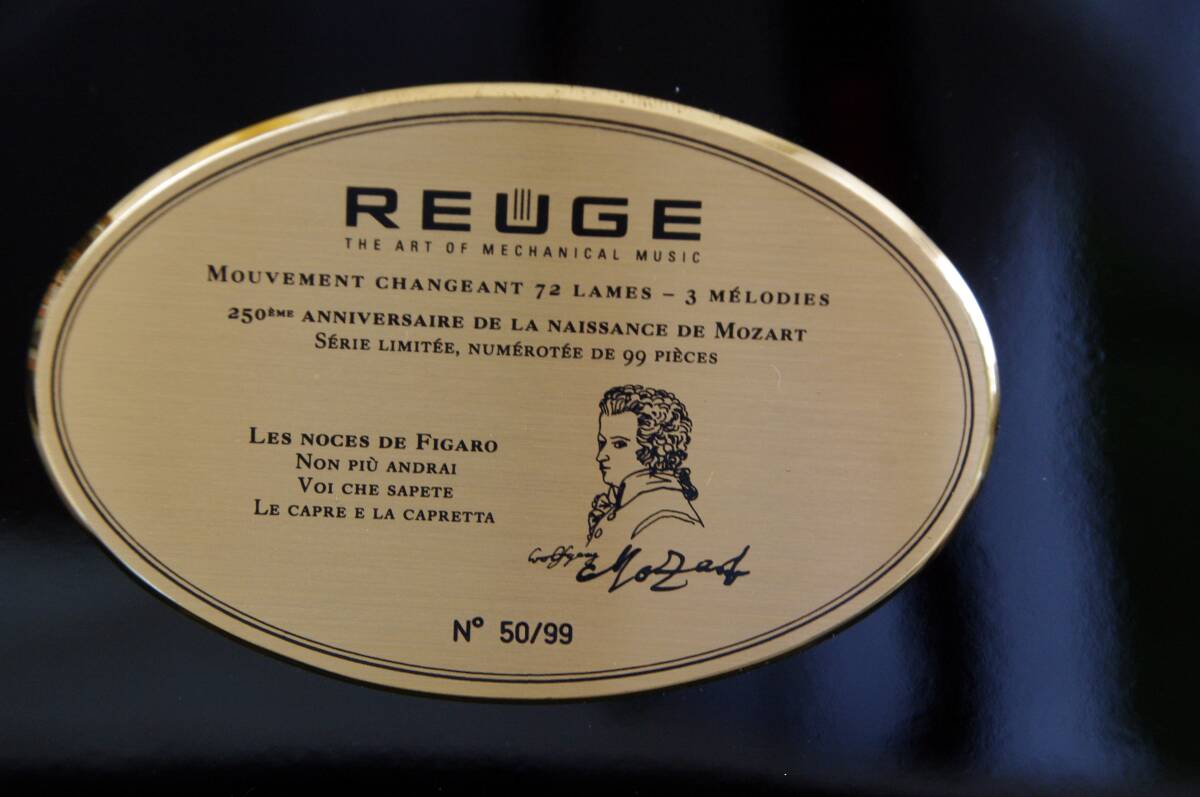 REUGE
THE ART OF MECHANICAL MUSIC
MOUVEMENT CHANGEANT 72 LAMES – 3 MÉLODIES
250ÈME ANNIVERSAIRE DE LA NAISSANCE DE MOZART
SÉRIE LIMITÉE, NUMÉROTÉE DE 99 PIÈCES
LES NOCES DE FIGARO
NON PIÙ ANDRAI
VOI CHE SAPETE
LE CAPRE E LA CAPRETTA
Wolfgang Mozart
Nº 50/99